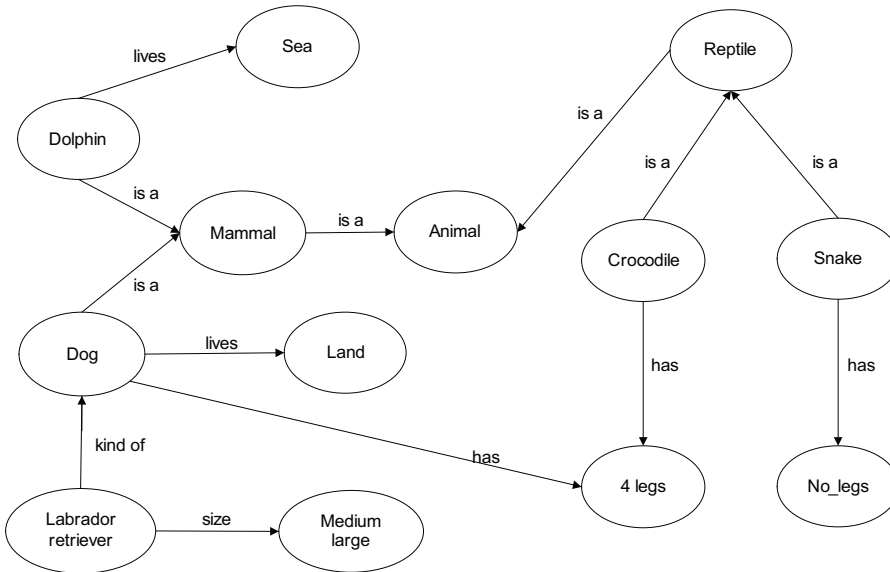 Sea
Reptile
lives
Dolphin
is a
is a
is a
is a
Mammal
is a
Animal
Crocodile
Snake
is a
Dog
lives
Land
has
has
kind of
has
4 legs
No_legs
Labrador
retriever
size
Medium
large